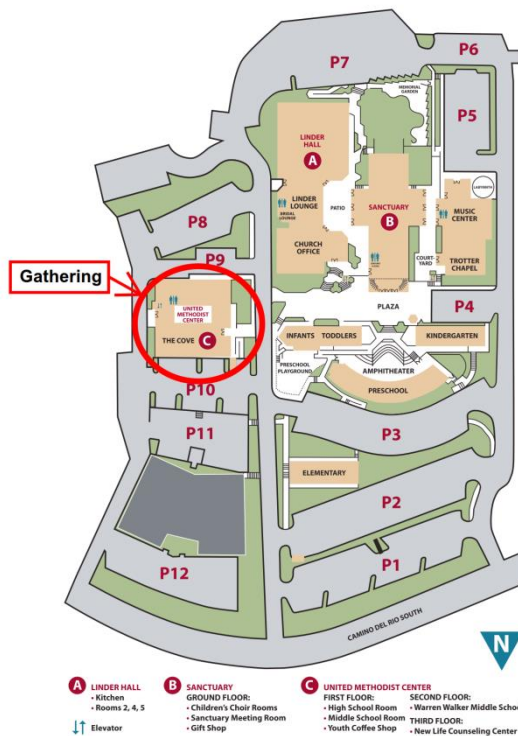 P7
P6
MEMORIAL
GARDEN
P5
LINDER
HALL
A
LABYRINTH
LINDER
LOUNGE
BRIDAL
LOUNGE
PATIO
SANCTUARY
B
MUSIC
CENTER
P8
CHURCH
OFFICE
COURT-
YARD
TROTTER
CHAPEL
P9
Gathering
UNITED
METHODIST
CENTER
THE COVE
C
PLAZA
P4
INFANTS TODDLERS
KINDERGARTEN
PRESCHOOL
PLAYGROUND
AMPHITHEATER
PRESCHOOL
P10
P11
P3
ELEMENTARY
P2
P12
P1
CAMINO DEL RIO SOUTH
N
A LINDER HALL
• Kitchen
• Rooms 2, 4, 5
Elevator
B SANCTUARY
GROUND FLOOR:
• Children's Choir Rooms
• Sanctuary Meeting Room
• Gift Shop
C UNITED METHODIST CENTER
FIRST FLOOR:
• High School Room
• Middle School Room
• Youth Coffee Shop
SECOND FLOOR:
• Warren Walker Middle School
THIRD FLOOR:
• New Life Counseling Center